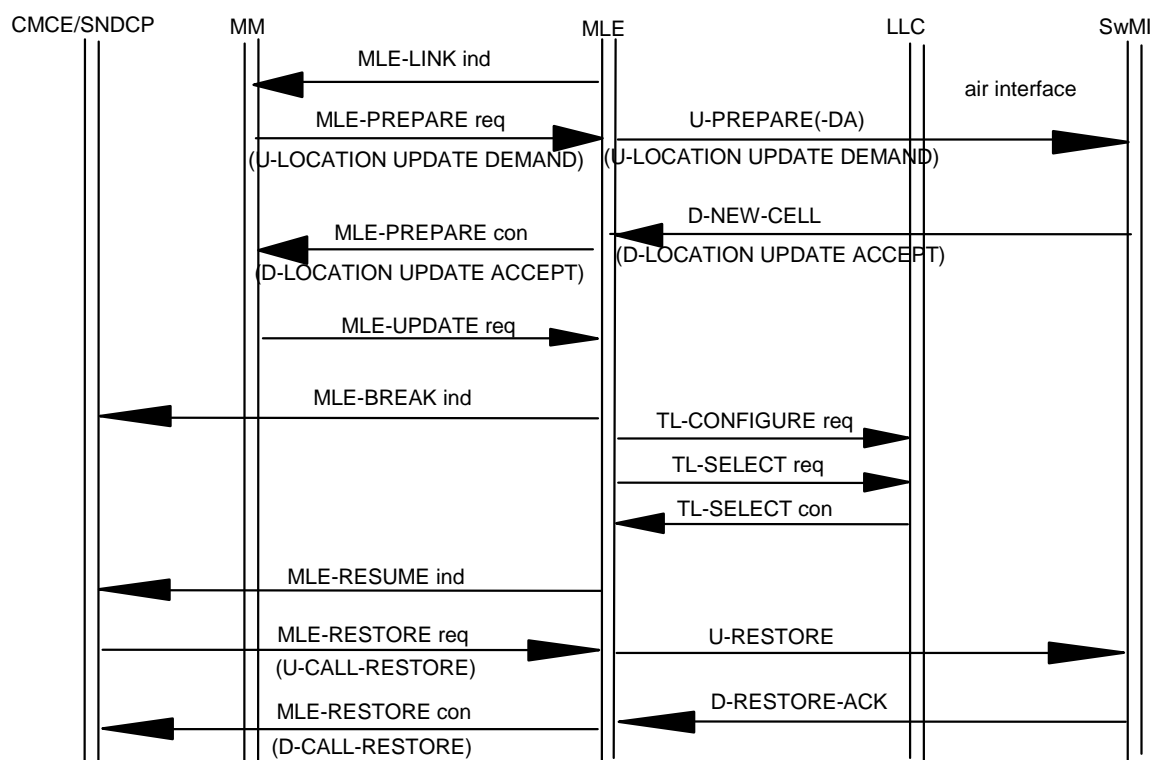 CMCE/SNDCP MM MLE LLC SwMI
MLE-LINK ind
air interface
MLE-PREPARE req U-PREPARE(-DA)
(U-LOCATION UPDATE DEMAND) (U-LOCATION UPDATE DEMAND)
D-NEW-CELL
MLE-PREPARE con
(D-LOCATION UPDATE ACCEPT)
(D-LOCATION UPDATE ACCEPT)
MLE-UPDATE req
MLE-BREAK ind
TL-CONFIGURE req
TL-SELECT req
TL-SELECT con
MLE-RESUME ind
MLE-RESTORE req U-RESTORE
(U-CALL-RESTORE)
MLE-RESTORE con D-RESTORE-ACK
(D-CALL-RESTORE)